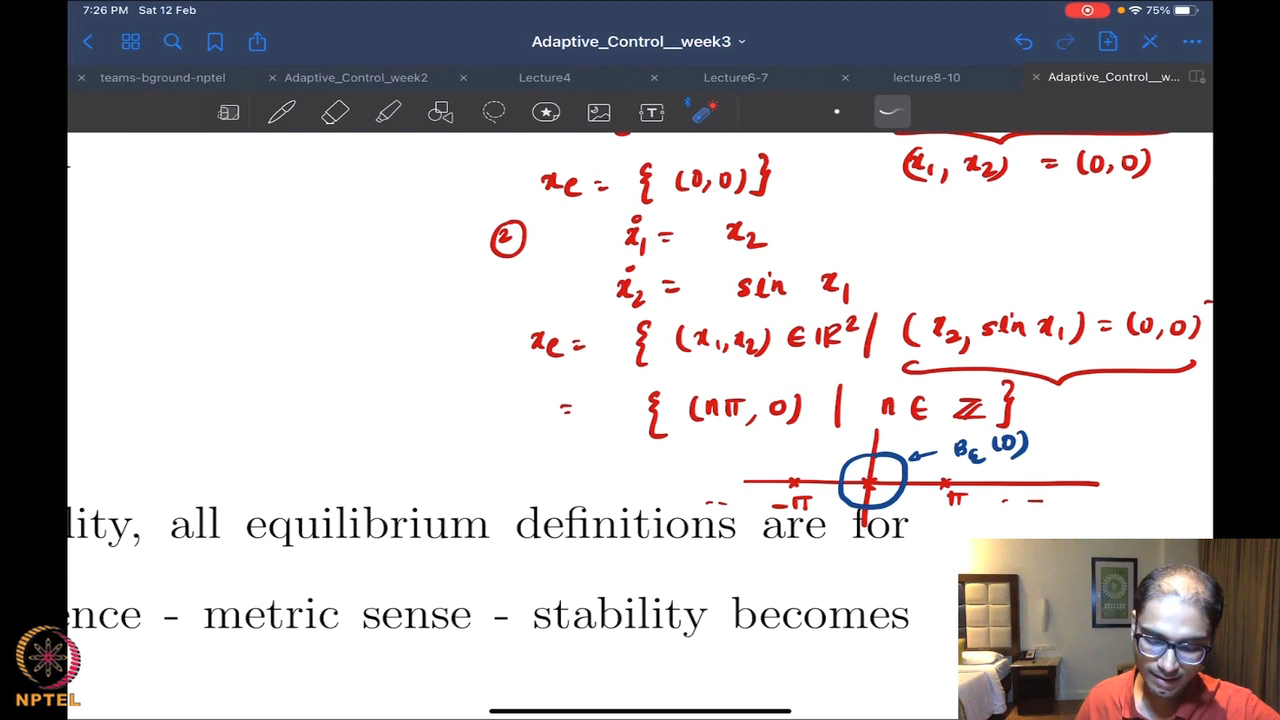 7:26 PM Sat 12 Feb
75%
Adaptive_Control__week3
teams-bground-nptel
Adaptive_Control_week2
Lecture4
Lecture6-7
lecture8-10
Adaptive_Control__w...
(x₁, x₂) = (0,0)
xₑ = { (0,0) }
② ẋ₁ = x₂
ẋ₂ = sin x₁
xₑ = { (x₁,x₂) ∈ ℝ² | (x₂, sin x₁) = (0,0)
= { (nπ, 0) | n ∈ ℤ }
B_ε(0)
-π π
lity, all equilibrium definitions are for
ence - metric sense - stability becomes
NPTEL